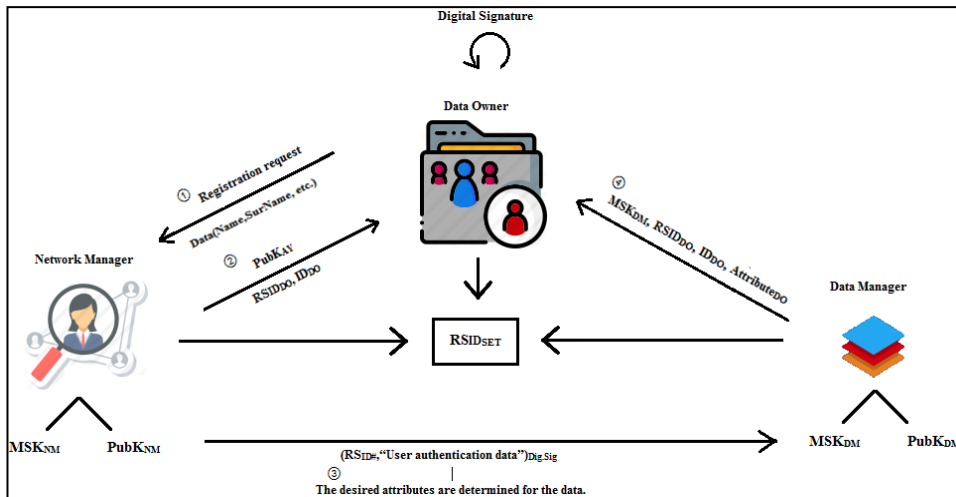 Digital Signature
Data Owner
① Registration request
Data(Name,SurName, etc.)
② PubKAY
RSIDDO, IDDO
④
MSKDM, RSIDDO, IDDO, AttributeDO
Network Manager
Data Manager
RSIDSET
MSKNM PubKNM
MSKDM PubKDM
(RSID#,“User authentication data”)Dig.Sig
③
The desired attributes are determined for the data.